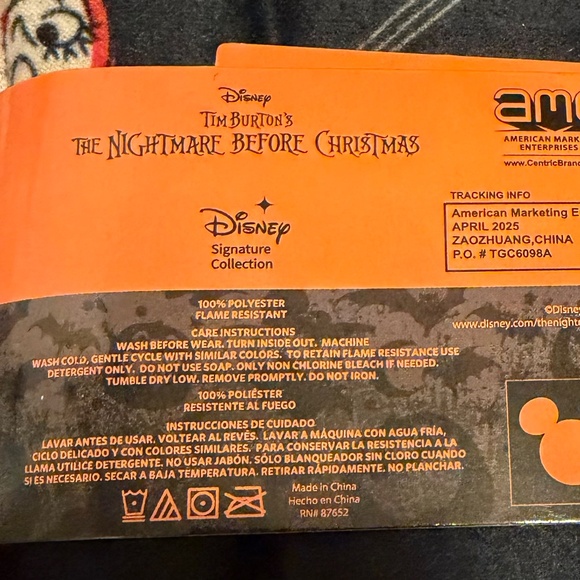 Disney
TIM BURTON'S
THE NIGHTMARE BEFORE CHRISTMAS
Disney
Signature
Collection
amc
AMERICAN MARK
ENTERPRISES
www.CentricBran
TRACKING INFO
American Marketing E
APRIL 2025
ZAOZHUANG,CHINA
P.O. # TGC6098A
100% POLYESTER
FLAME RESISTANT
CARE INSTRUCTIONS
WASH BEFORE WEAR. TURN INSIDE OUT. MACHINE
WASH COLD, GENTLE CYCLE WITH SIMILAR COLORS. TO RETAIN FLAME RESISTANCE USE
DETERGENT ONLY. DO NOT USE SOAP. ONLY NON CHLORINE BLEACH IF NEEDED.
TUMBLE DRY LOW. REMOVE PROMPTLY. DO NOT IRON.
100% POLIÉSTER
RESISTENTE AL FUEGO
INSTRUCCIONES DE CUIDADO
LAVAR ANTES DE USAR. VOLTEAR AL REVÉS. LAVAR A MÁQUINA CON AGUA FRÍA,
CICLO DELICADO Y CON COLORES SIMILARES. PARA CONSERVAR LA RESISTENCIA A LA
LLAMA UTILICE DETERGENTE. NO USAR JABÓN. SÓLO BLANQUEADOR SIN CLORO CUANDO
SI ES NECESARIO. SECAR A BAJA TEMPERATURA. RETIRAR RÁPIDAMENTE. NO PLANCHAR.
Made in China
Hecho en China
RN# 87652
©Disney
www.disney.com/thenight